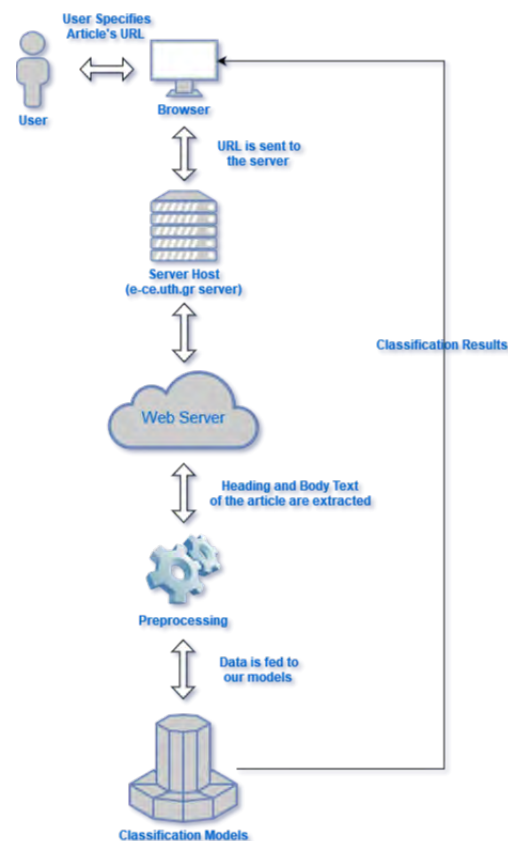 User Specifies
Article's URL
User
Browser
URL is sent to
the server
Server Host
(e-ce.uth.gr server)
Classification Results
Web Server
Heading and Body Text
of the article are extracted
Preprocessing
Data is fed to
our models
Classification Models